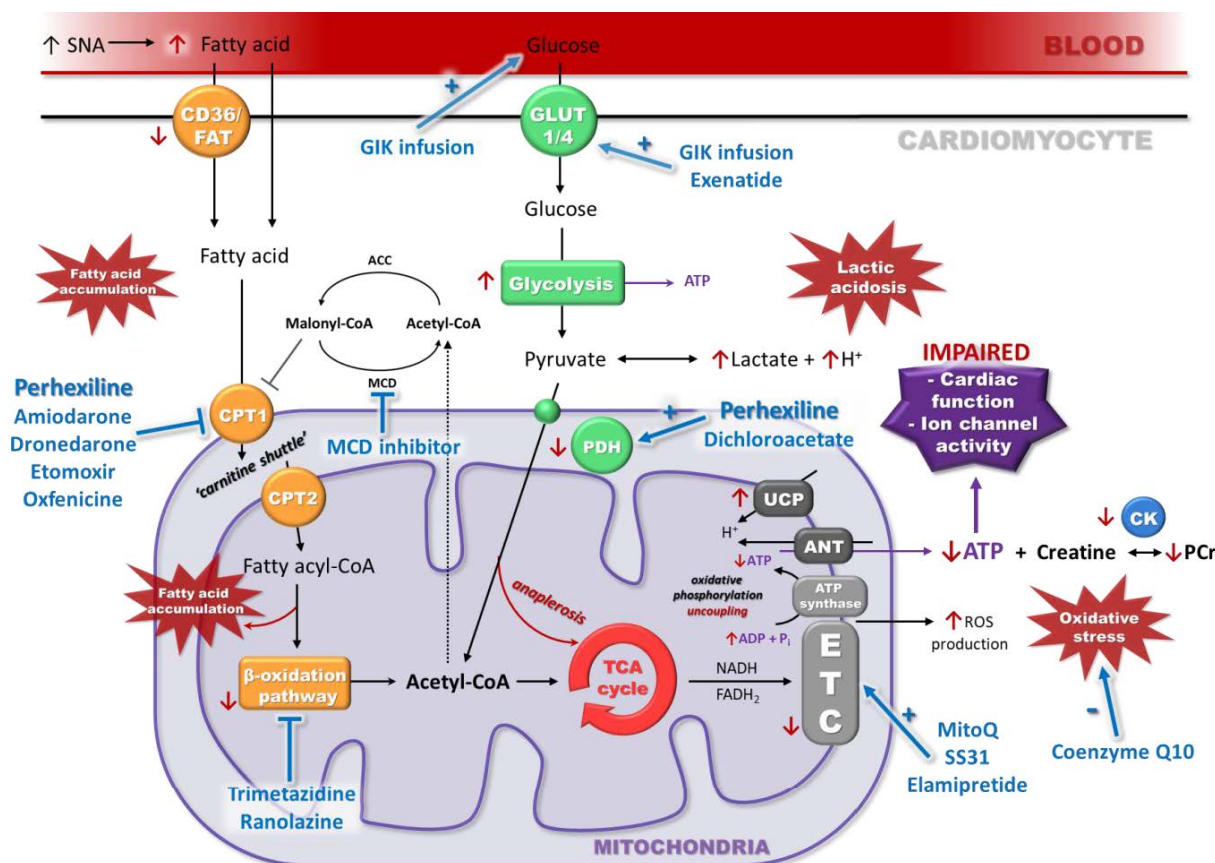 ↑ SNA
↑ Fatty acid
Glucose
BLOOD
CD36/
FAT
↓
+
GIK infusion
GLUT
1/4
+
GIK infusion
Exenatide
CARDIOMYOCYTE
Glucose
Fatty acid
accumulation
Fatty acid
ACC
Malonyl-CoA
Acetyl-CoA
MCD
↑
Glycolysis
ATP
Lactic
acidosis
Pyruvate
↑Lactate + ↑H⁺
IMPAIRED
- Cardiac
function
- Ion channel
activity
Perhexiline
Amiodarone
Dronedarone
Etomoxir
Oxfenicine
CPT1
MCD inhibitor
↓
PDH
+
Perhexiline
Dichloroacetate
'carnitine shuttle'
CPT2
↑
UCP
H⁺
ANT
↓ATP
↓ATP + Creatine
↓PCr
↓
CK
Fatty acyl-CoA
Fatty acid
accumulation
oxidative
phosphorylation
uncoupling
ATP
synthase
↑ADP + Pᵢ
↑ROS
production
Oxidative
stress
anaplerosis
↓
β-oxidation
pathway
Acetyl-CoA
TCA
cycle
NADH
FADH₂
E
T
C
↓
+
MitoQ
SS31
Elamipretide
-
Coenzyme Q10
Trimetazidine
Ranolazine
MITOCHONDRIA